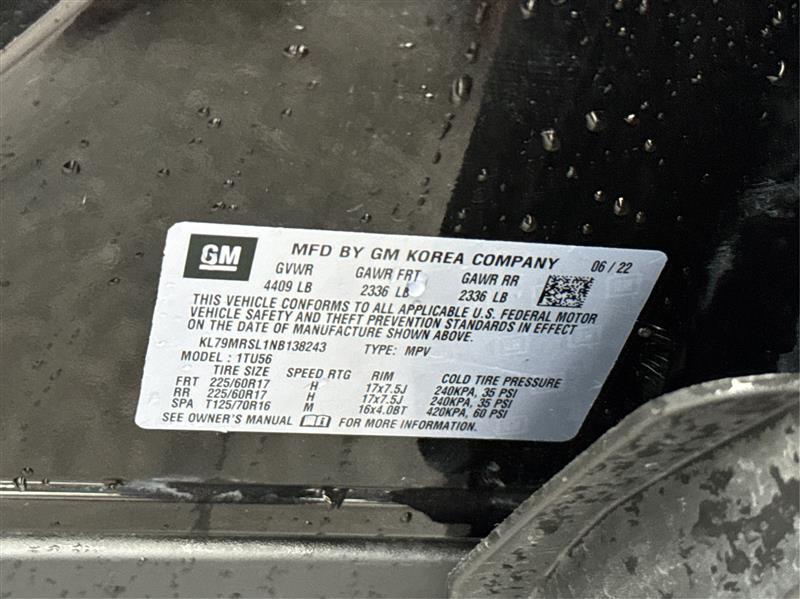 GM MFD BY GM KOREA COMPANY 06 / 22
GVWR GAWR FRT GAWR RR
4409 LB 2336 LB 2336 LB
THIS VEHICLE CONFORMS TO ALL APPLICABLE U.S. FEDERAL MOTOR
VEHICLE SAFETY AND THEFT PREVENTION STANDARDS IN EFFECT
ON THE DATE OF MANUFACTURE SHOWN ABOVE.
KL79MRSL1NB138243 TYPE: MPV
MODEL : 1TU56
TIRE SIZE SPEED RTG RIM COLD TIRE PRESSURE
FRT 225/60R17 H 17x7.5J 240KPA, 35 PSI
RR 225/60R17 H 17x7.5J 240KPA, 35 PSI
SPA T125/70R16 M 16x4.0BT 420KPA, 60 PSI
SEE OWNER'S MANUAL FOR MORE INFORMATION.